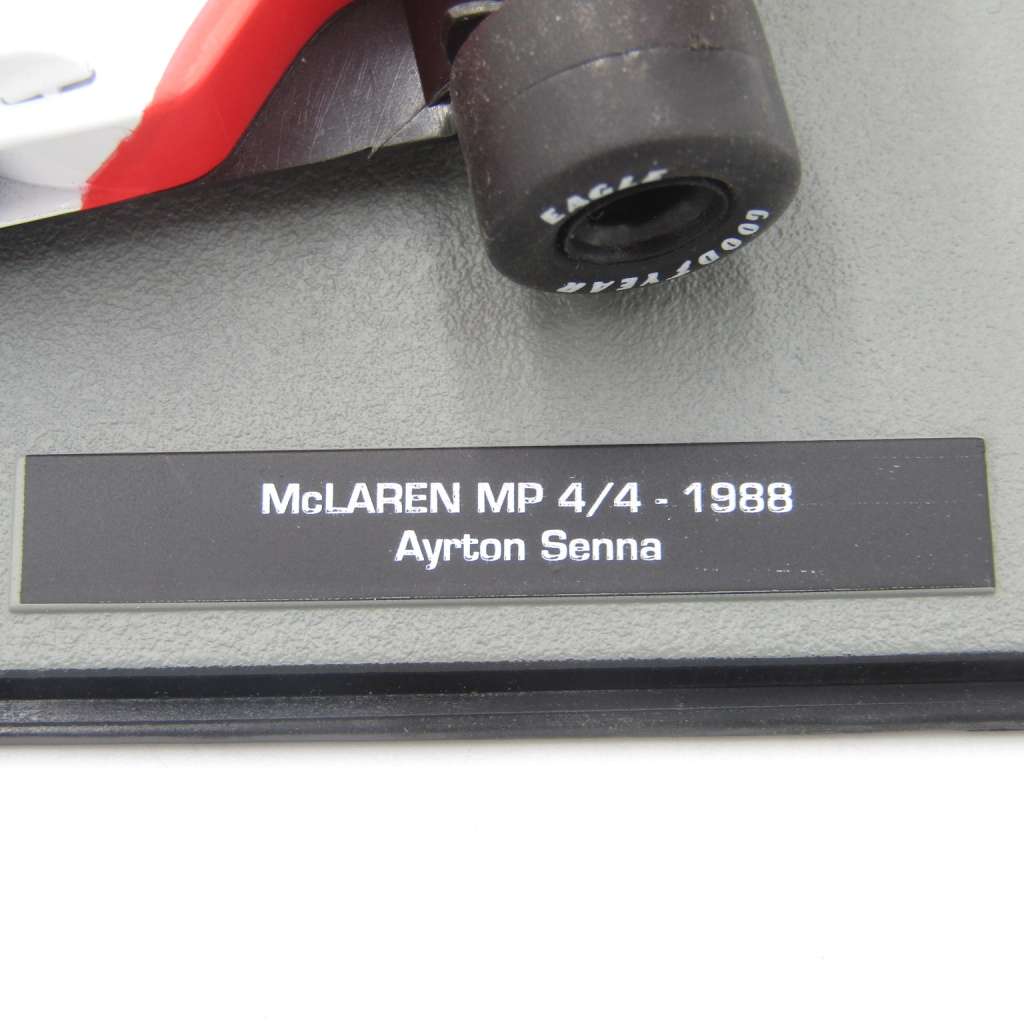 EAGLE
GOODYEAR
McLAREN MP 4/4 - 1988
Ayrton Senna